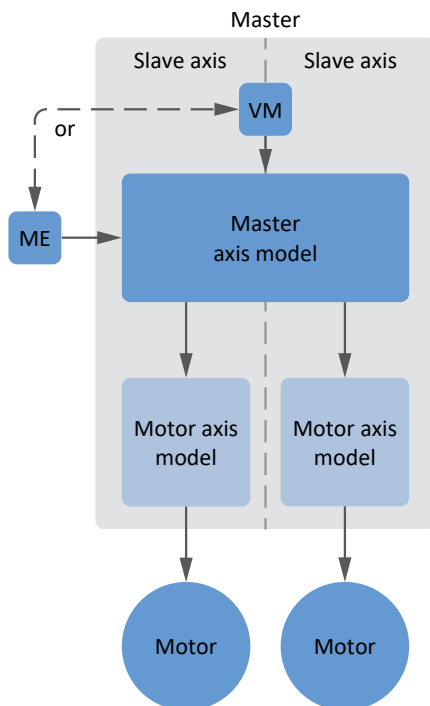 Master
Slave axis
Slave axis
VM
or
ME
Master
axis model
Motor axis
model
Motor axis
model
Motor
Motor